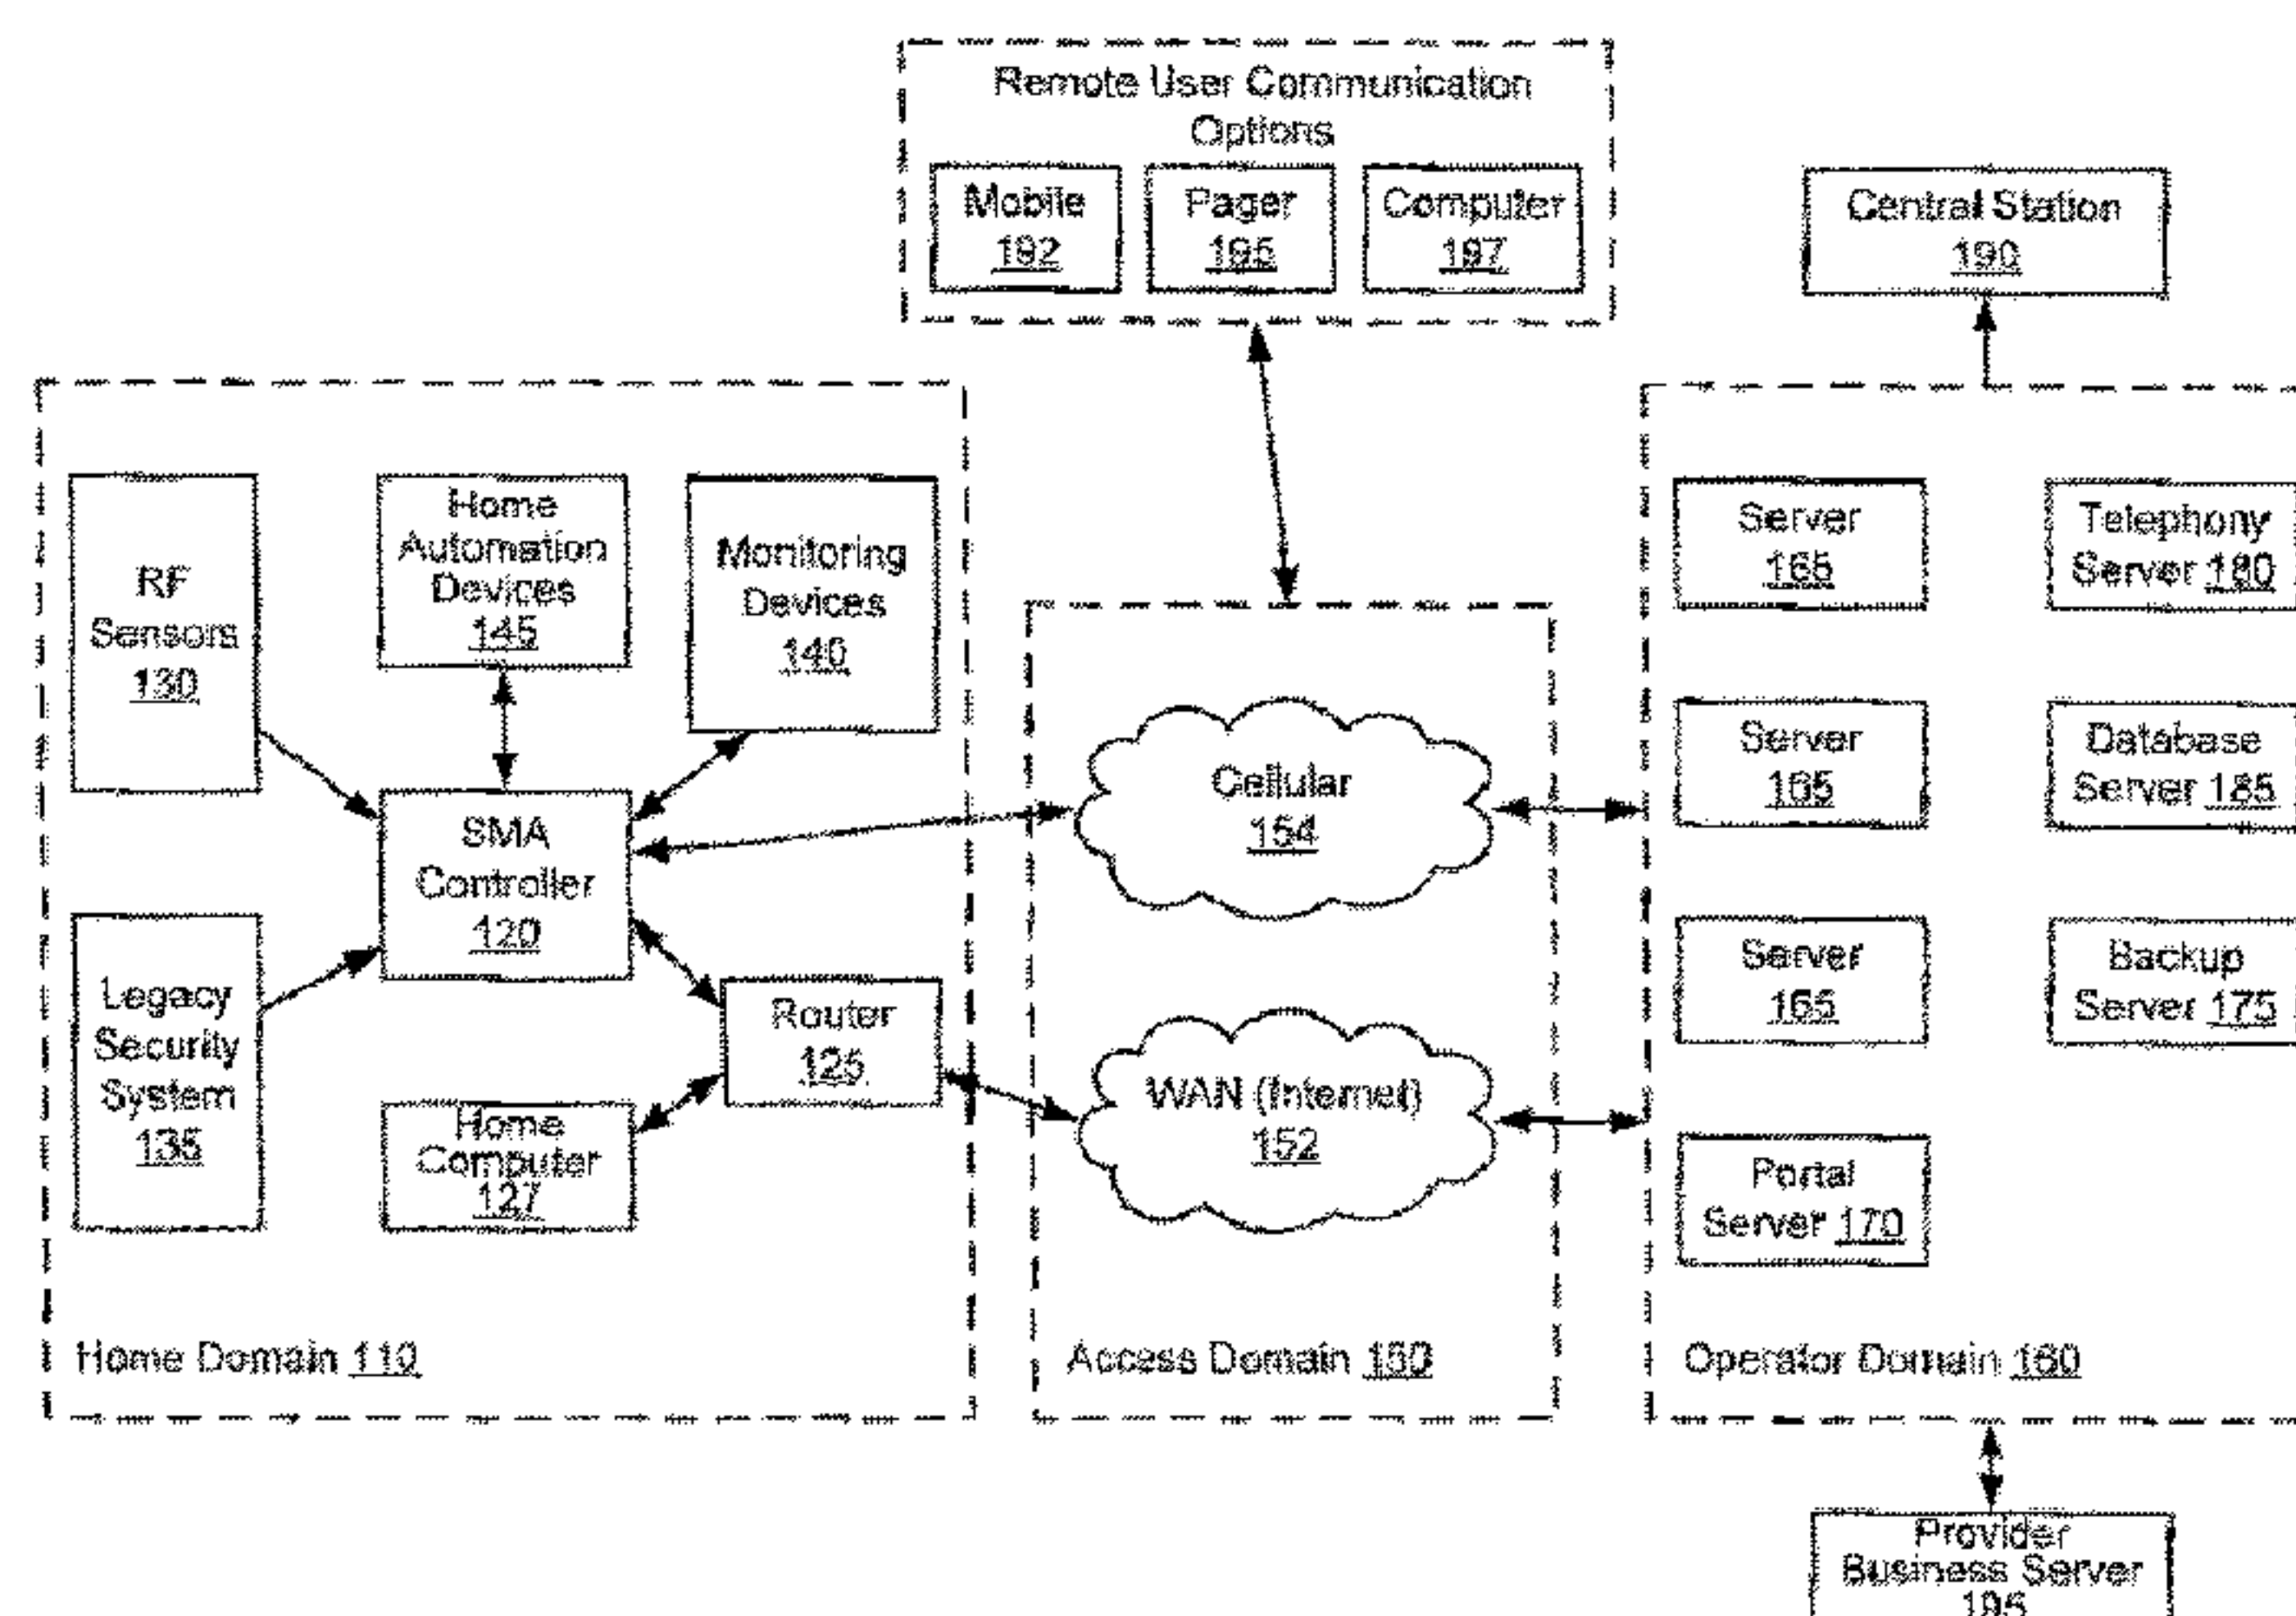 Remote User Communication
Options
Mobile
192
Pager
195
Computer
197
Central Station
190
RF
Sensors
130
Home
Automation
Devices
145
Monitoring
Devices
140
SMA
Controller
120
Legacy
Security
System
135
Router
125
Home
Computer
127
Home Domain 110
Cellular
154
WAN (Internet)
152
Access Domain 150
Server
165
Telephony
Server 180
Server
165
Database
Server 185
Server
165
Backup
Server 175
Portal
Server 170
Operator Domain 160
Provider
Business Server
195